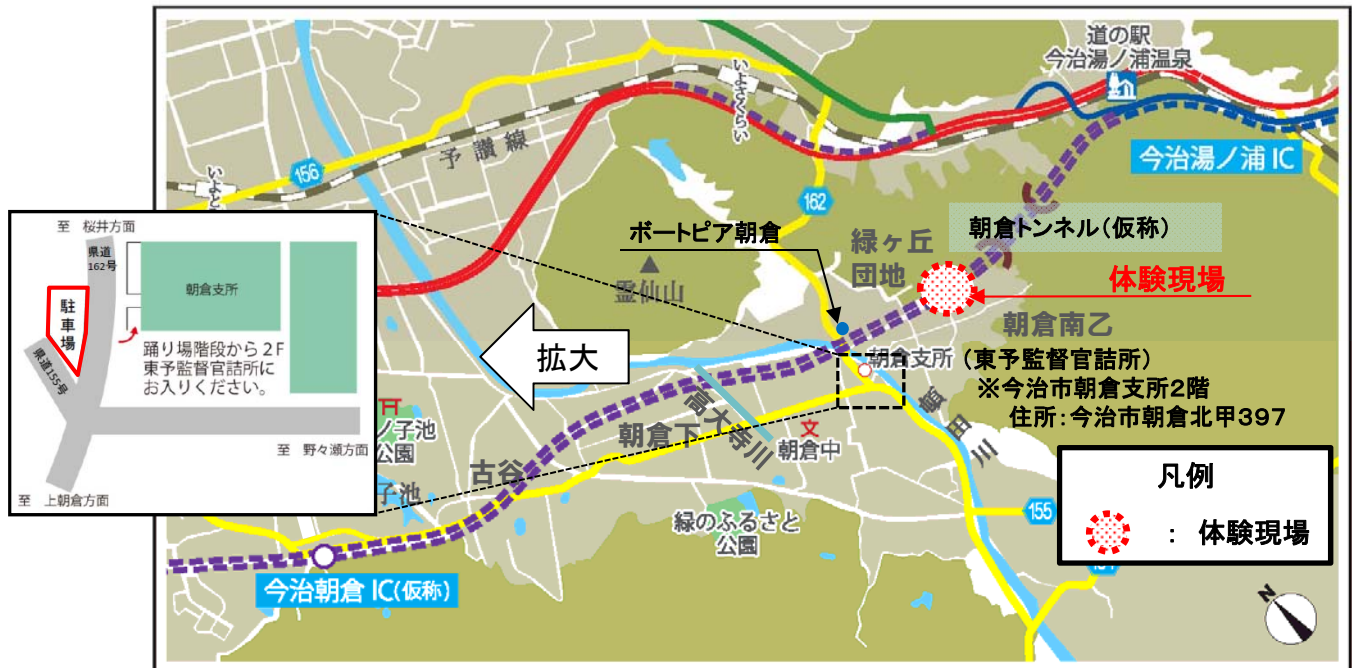 道の駅
今治湯ノ浦温泉
いよさくらい
予讃線
156
いよと
今治湯ノ浦 IC
162
ボートピア朝倉
緑ヶ丘
団地
朝倉トンネル(仮称)
体験現場
霊仙山
朝倉南乙
拡大
朝倉支所
(東予監督官詰所)
※今治市朝倉支所2階
住所:今治市朝倉北甲397
頓田川
高大寺川
朝倉下
文
朝倉中
古谷
ノ子池
公園
子池
緑のふるさと
公園
155
今治朝倉 IC(仮称)
凡例
: 体験現場
N
至 桜井方面
県道
162号
朝倉支所
駐車場
県道155号
踊り場階段から2F
東予監督官詰所に
お入りください。
至 野々瀬方面
至 上朝倉方面